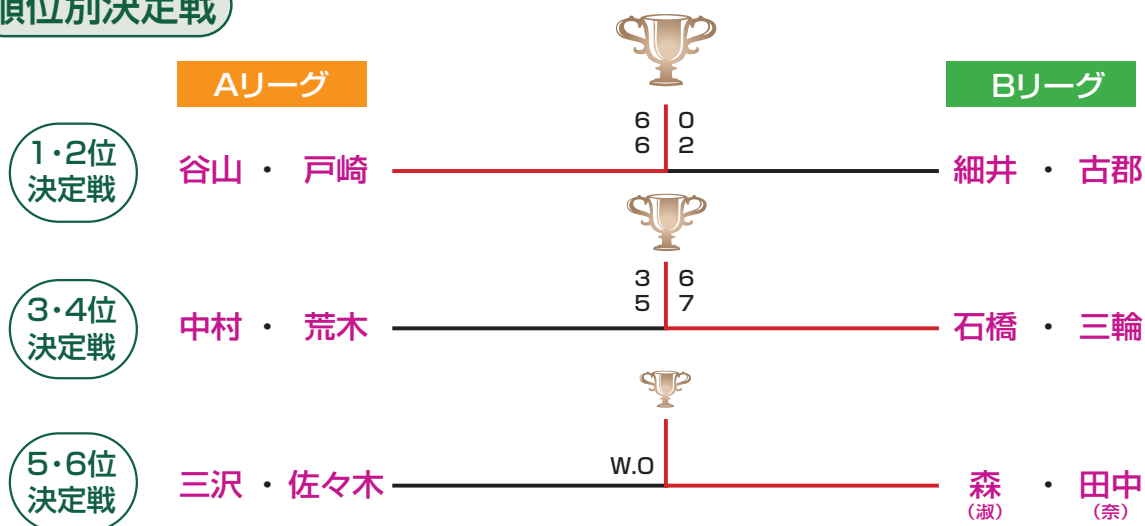 順位別決定戦
Aリーグ
Bリーグ
1・2位
決定戦
谷山 ・ 戸崎
6 0
6 2
細井 ・ 古郡
3・4位
決定戦
中村 ・ 荒木
3 6
5 7
石橋 ・ 三輪
5・6位
決定戦
三沢 ・ 佐々木
W.O
森(淑) ・ 田中(奈)